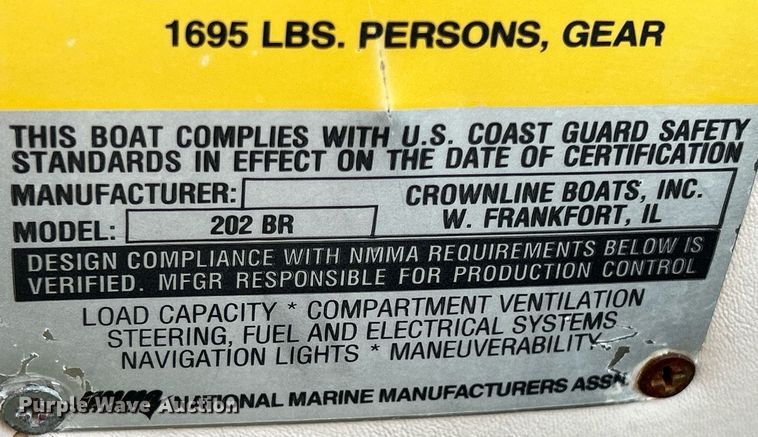 1695 LBS. PERSONS, GEAR
THIS BOAT COMPLIES WITH U.S. COAST GUARD SAFETY
STANDARDS IN EFFECT ON THE DATE OF CERTIFICATION
MANUFACTURER: CROWNLINE BOATS, INC.
MODEL: 202 BR W. FRANKFORT, IL
DESIGN COMPLIANCE WITH NMMA REQUIREMENTS BELOW IS
VERIFIED. MFGR RESPONSIBLE FOR PRODUCTION CONTROL
LOAD CAPACITY * COMPARTMENT VENTILATION
STEERING, FUEL AND ELECTRICAL SYSTEMS
NAVIGATION LIGHTS * MANEUVERABILITY
nmma NATIONAL MARINE MANUFACTURERS ASSN.
Purple Wave Auction